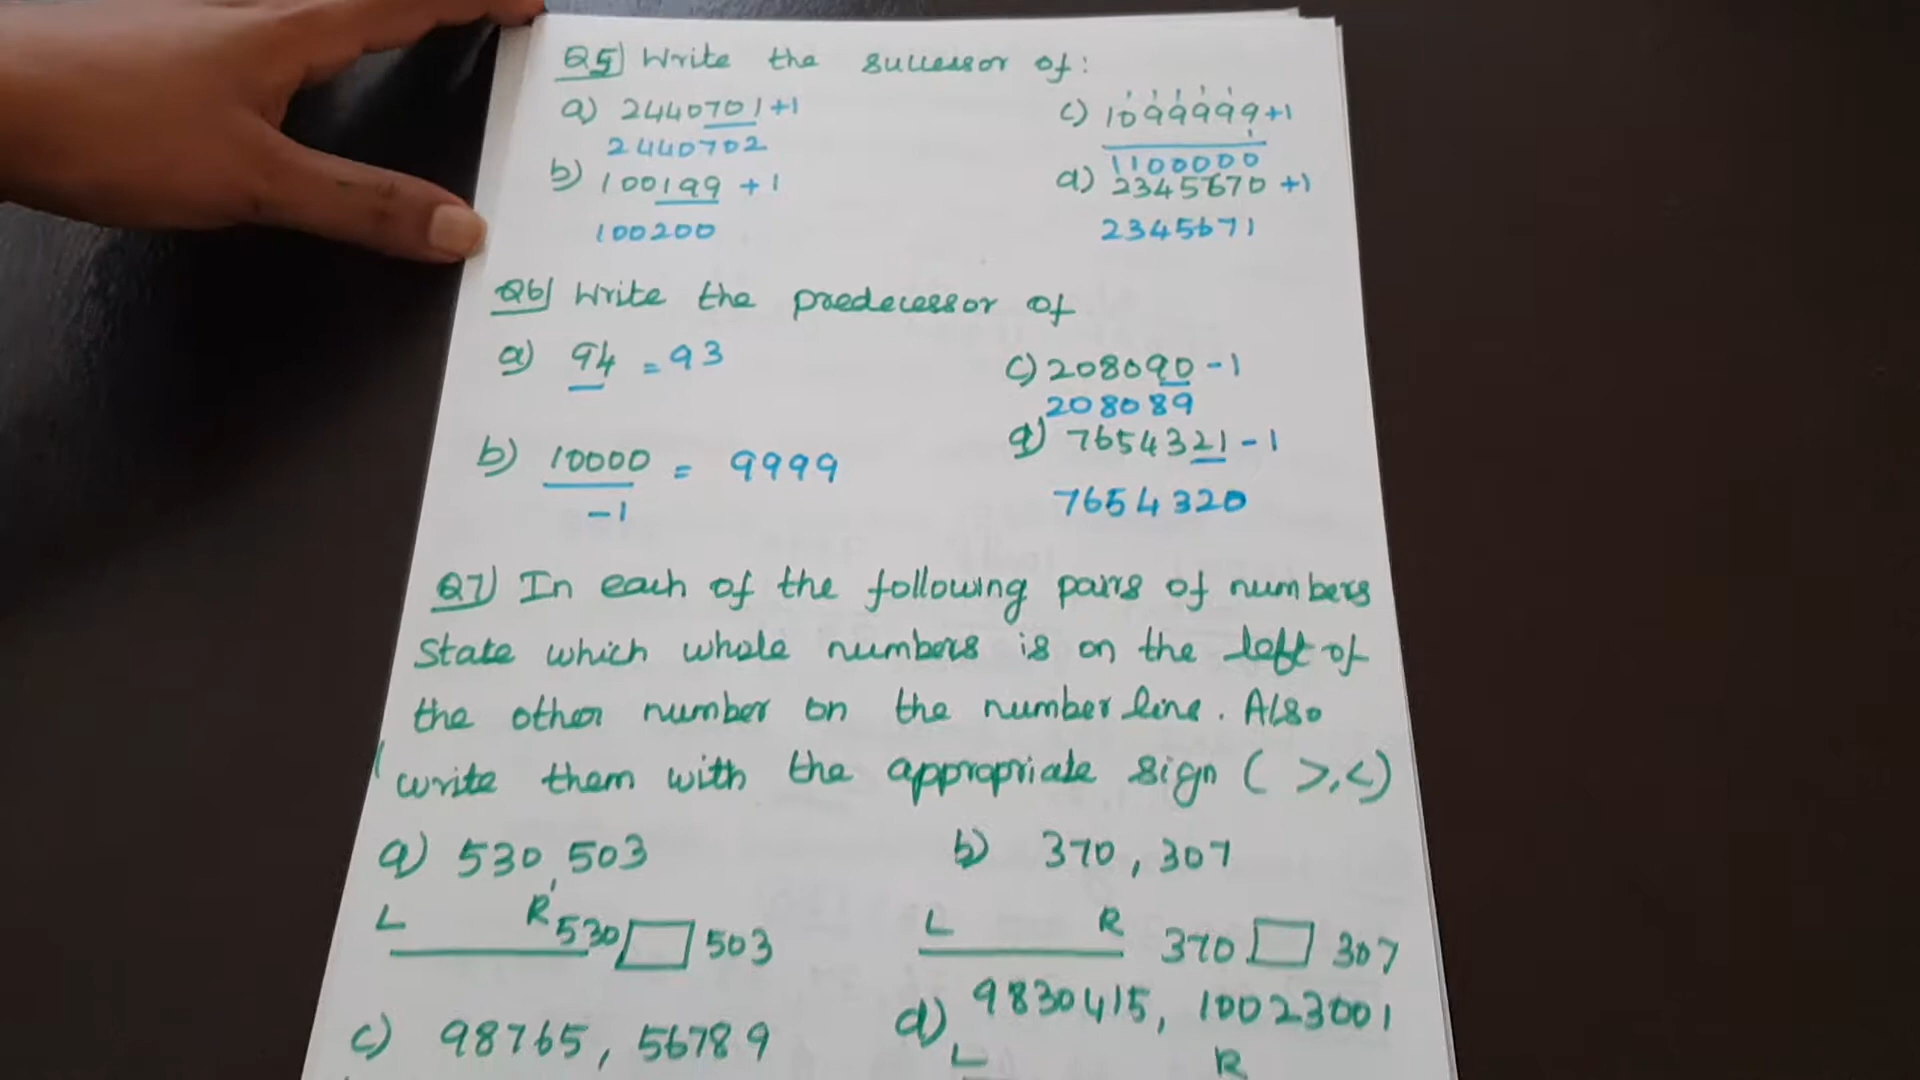 Q5) Write the successor of:
a) 2440701+1
2440702
b) 100199 + 1
100200
c) 1099999+1
1100000
d) 2345670 +1
2345671
Q6) Write the predecessor of
a) 94 = 93
b) 10000 = 9999
-1
c) 208090 - 1
208089
d) 7654321 - 1
7654320
Q7) In each of the following pairs of numbers
state which whole numbers is on the left of
the other number on the number line. Also
write them with the appropriate sign ( >,<)
a) 530, 503
L R 530 503
b) 370, 307
L R 370 307
c) 98765, 56789
d) 9830415, 10023001
L R